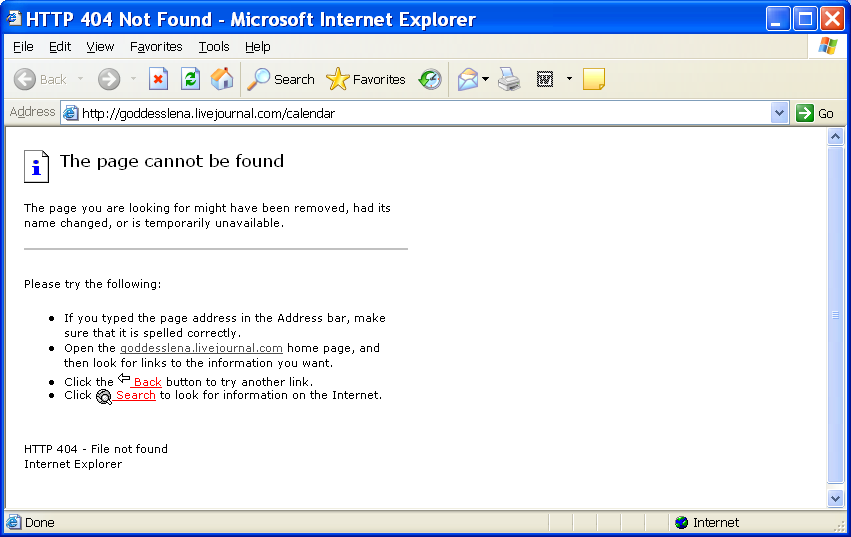 HTTP 404 Not Found - Microsoft Internet Explorer
File Edit View Favorites Tools Help
Back Search Favorites
Address http://goddesslena.livejournal.com/calendar Go
The page cannot be found
The page you are looking for might have been removed, had its
name changed, or is temporarily unavailable.
Please try the following:
If you typed the page address in the Address bar, make
sure that it is spelled correctly.
Open the goddesslena.livejournal.com home page, and
then look for links to the information you want.
Click the Back button to try another link.
Click Search to look for information on the Internet.
HTTP 404 - File not found
Internet Explorer
Done Internet